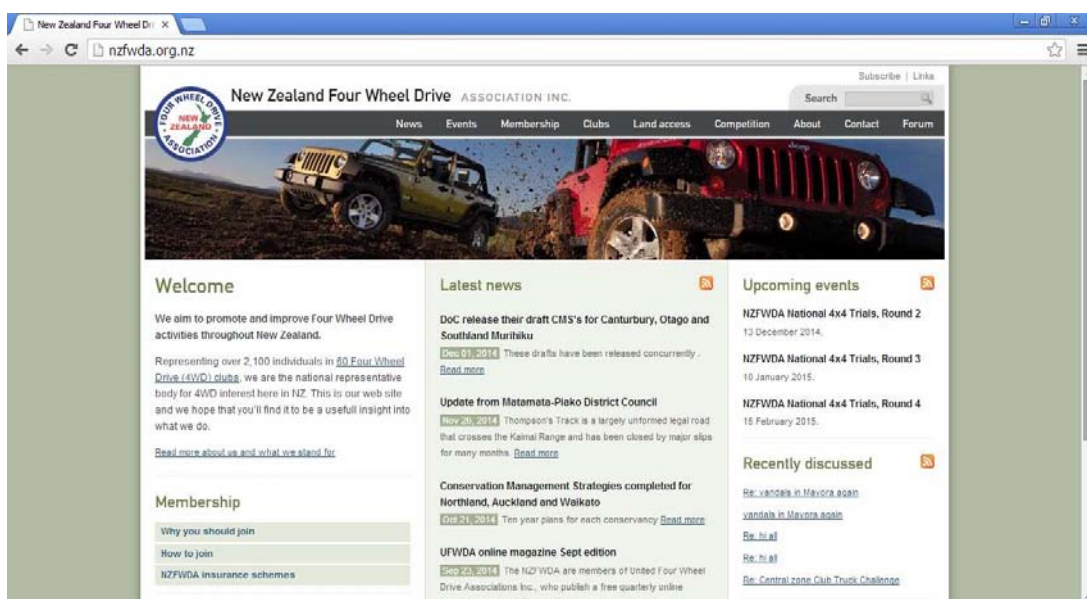 New Zealand Four Wheel Dri
nzfwda.org.nz
Subscribe | Links
FOUR WHEEL DRIVE
NEW ZEALAND
ASSOCIATION
New Zealand Four Wheel Drive ASSOCIATION INC.
Search
News Events Membership Clubs Land access Competition About Contact Forum
Jeep
Welcome
We aim to promote and improve Four Wheel Drive
activities throughout New Zealand.
Representing over 2,100 individuals in 60 Four Wheel
Drive (4WD) clubs, we are the national representative
body for 4WD interest here in NZ. This is our web site
and we hope that you'll find it to be a usefull insight into
what we do.
Read more about us and what we stand for
Membership
Why you should join
How to join
NZFWDA insurance schemes
Latest news
DoC release their draft CMS's for Canturbury, Otago and
Southland Murihiku
Dec 01, 2014 These drafts have been released concurrently .
Read more
Update from Matamata-Piako District Council
Nov 26, 2014 Thompson's Track is a largely unformed legal road
that crosses the Kaimai Range and has been closed by major slips
for many months. Read more
Conservation Management Strategies completed for
Northland, Auckland and Waikato
Oct 21, 2014 Ten year plans for each conservancy Read more
UFWDA online magazine Sept edition
Sep 23, 2014 The NZFWDA are members of United Four Wheel
Drive Associations Inc., who publish a free quarterly online
Upcoming events
NZFWDA National 4x4 Trials, Round 2
13 December 2014.
NZFWDA National 4x4 Trials, Round 3
10 January 2015.
NZFWDA National 4x4 Trials, Round 4
15 February 2015.
Recently discussed
Re: vandals in Mavora again
vandals in Mavora again
Re: hi all
Re: hi all
Re: Central zone Club Truck Challenge